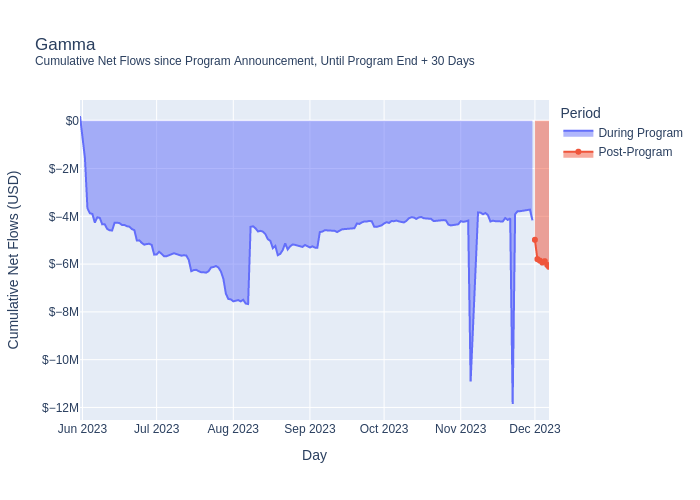 Gamma
Cumulative Net Flows since Program Announcement, Until Program End + 30 Days
Period
During Program
Post-Program
Cumulative Net Flows (USD)
$0
$−2M
$−4M
$−6M
$−8M
$−10M
$−12M
Jun 2023
Jul 2023
Aug 2023
Sep 2023
Oct 2023
Nov 2023
Dec 2023
Day